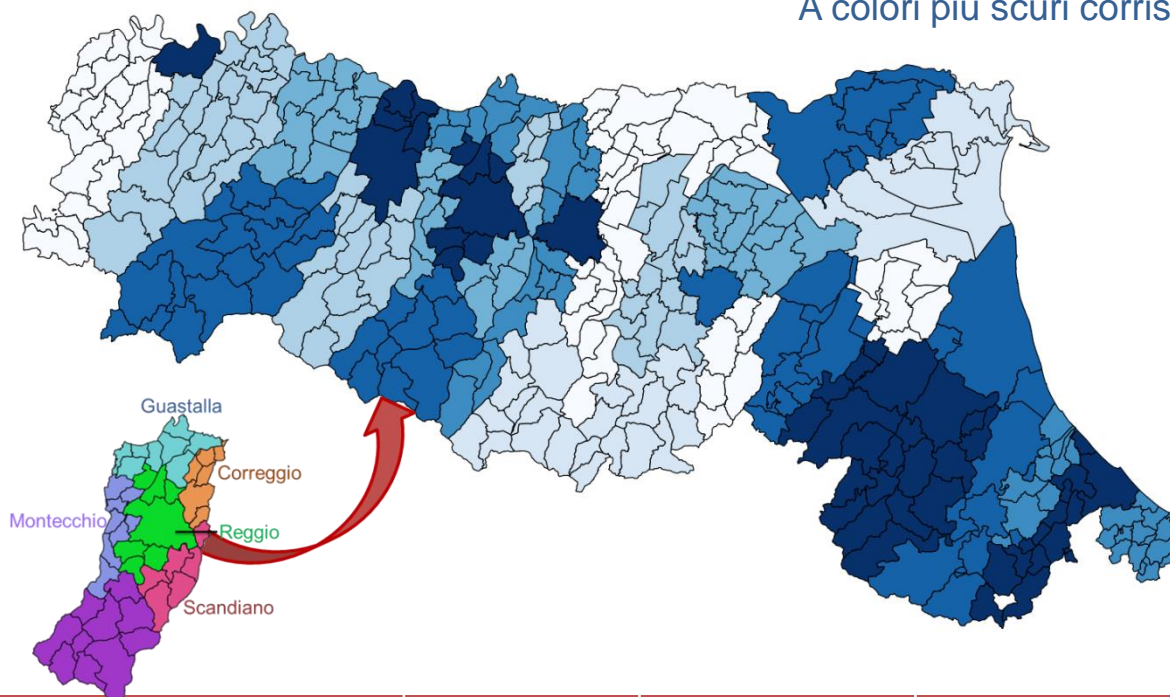 A colori più scuri corris
Guastalla
Correggio
Montecchio
Reggio
Scandiano